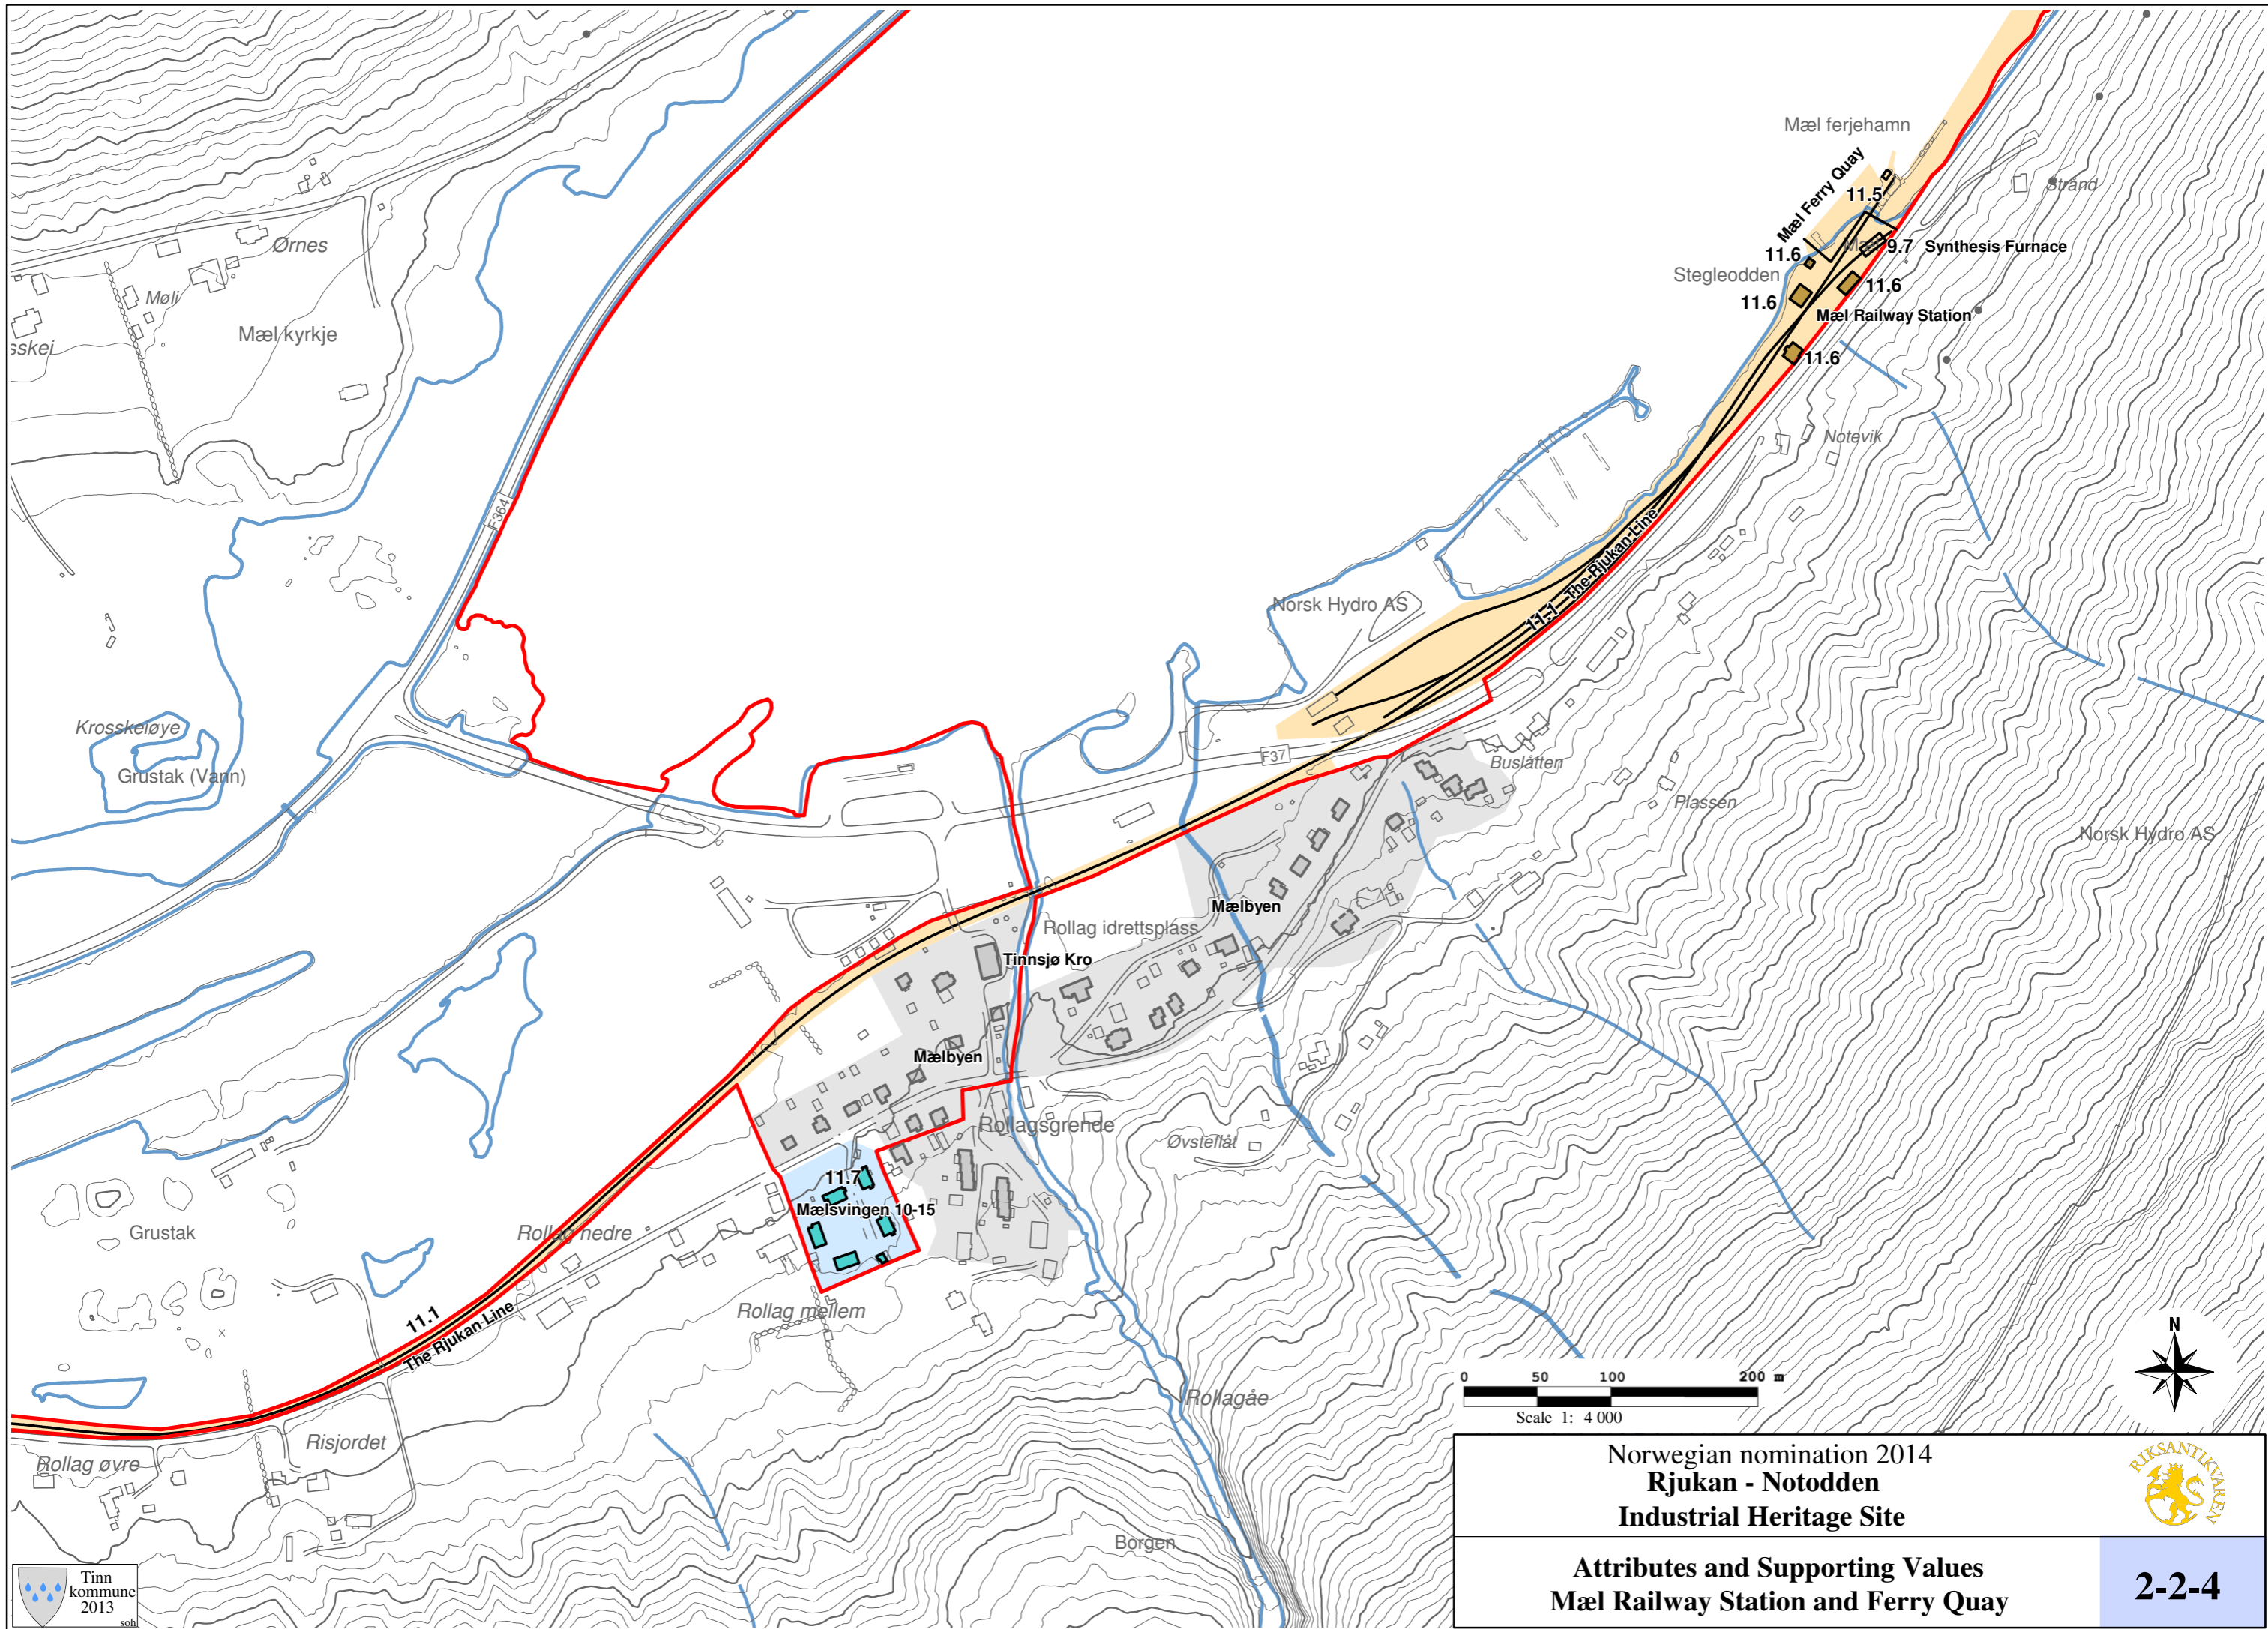 Mæl ferjehamn
Mæl Ferry Quay
Strand
11.5
Ørnes
11.6
9.7 Synthesis Furnace
Stegleodden
Møli
11.6
11.6
Mæl kyrkje
Mæl Railway Station
sskei
11.6
Notevik
F364
11.1 The Rjukan Line
Norsk Hydro AS
Krosskeiøye
Grustak (Vann)
F37
Buslåtten
Plassen
Norsk Hydro AS
Mælbyen
Rollag idrettsplass
Tinnsjø Kro
Mælbyen
Rollagsgrende
Øvsteflåt
11.7
Mælsvingen 10-15
Grustak
Rollag nedre
Rollag mellem
11.1
The Rjukan Line
N
0 50 100 200 m
Scale 1: 4 000
Rollagåe
Risjordet
Rollag øvre
Borgen
Norwegian nomination 2014
Rjukan - Notodden
Industrial Heritage Site
RIKSANTIKVAREN
Attributes and Supporting Values
Mæl Railway Station and Ferry Quay
2-2-4
Tinn
kommune
2013
soh